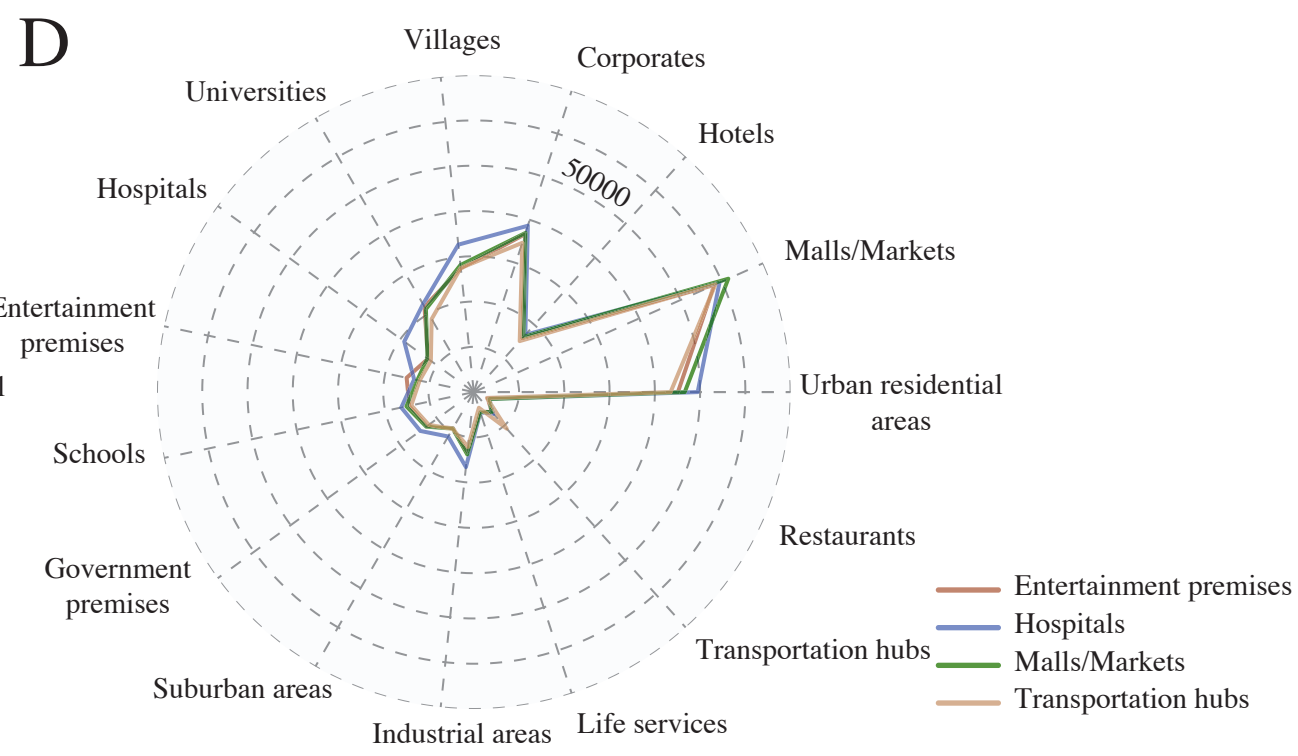 D
Villages
Corporates
Universities
Hotels
50000
Hospitals
Malls/Markets
Entertainment
premises
l
Urban residential
areas
Schools
Restaurants
Government
premises
Transportation hubs
Suburban areas
Industrial areas
Life services
Entertainment premises
Hospitals
Malls/Markets
Transportation hubs